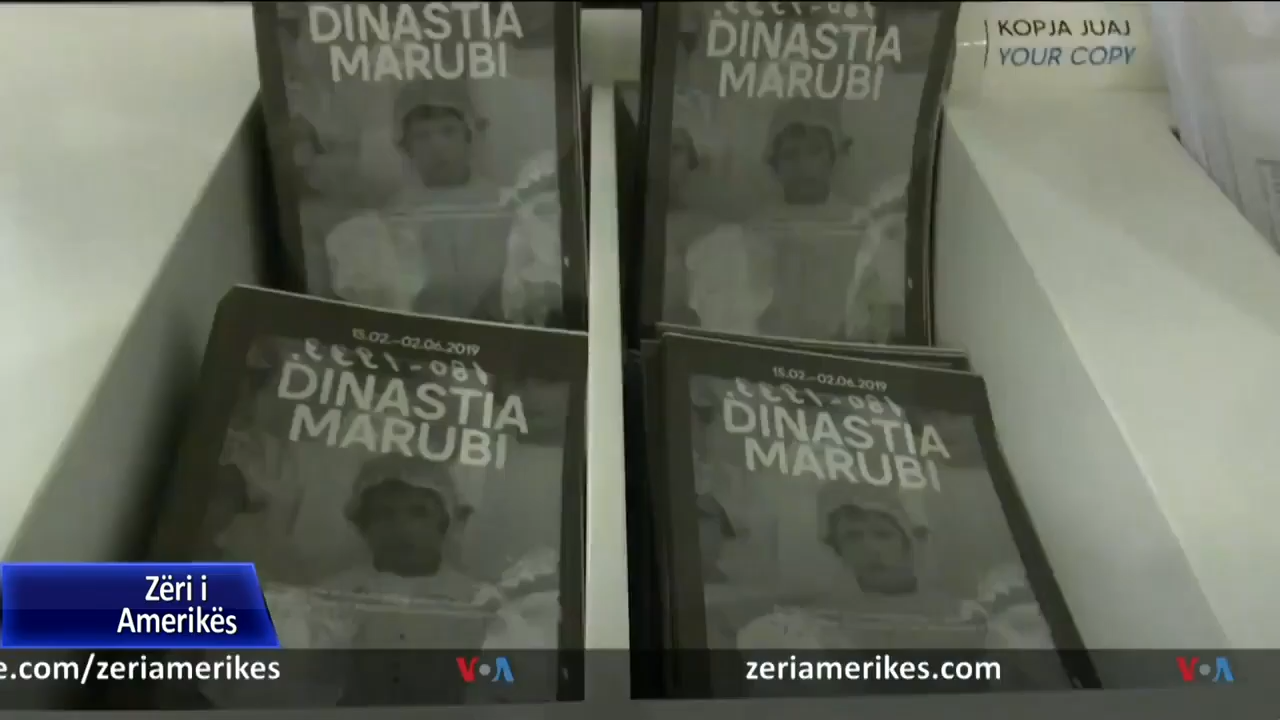 DINASTIA
MARUBI
DINASTIA
MARUBI
KOPJA JUAJ
YOUR COPY
15.02.–02.06.2019
DINASTIA
MARUBI
15.02.–02.06.2019
DINASTIA
MARUBI
Zëri i
Amerikës
e.com/zeriamerikes
VOA
zeriamerikes.com
VOA